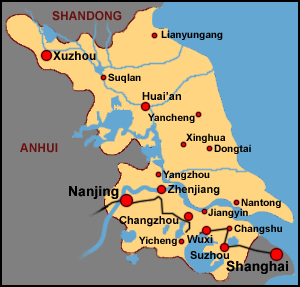 SHANDONG
Lianyungang
Xuzhou
Suqlan
Huai'an
Yancheng
Xinghua
Dongtai
ANHUI
Yangzhou
Nanjing
Zhenjiang
Nantong
Jiangyin
Changzhou
Changshu
Yicheng
Wuxi
Suzhou
Shanghai